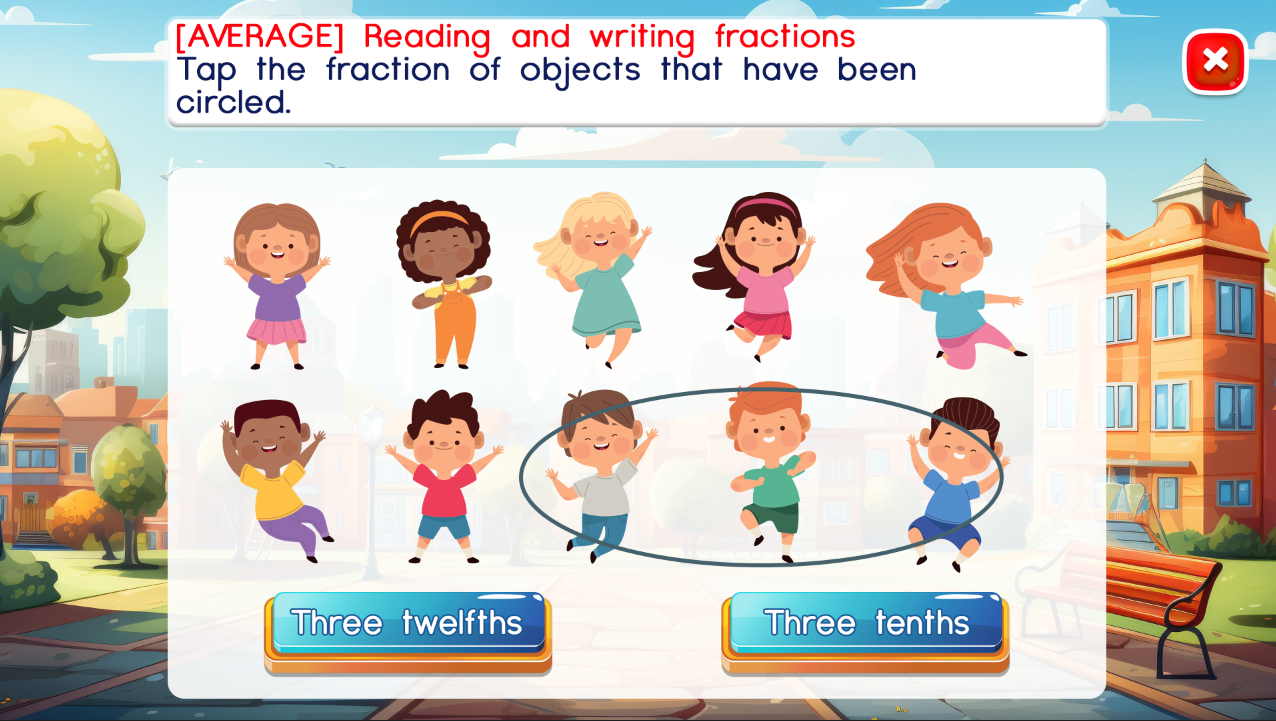 [AVERAGE] Reading and writing fractions
Tap the fraction of objects that have been
circled.
Three twelfths
Three tenths